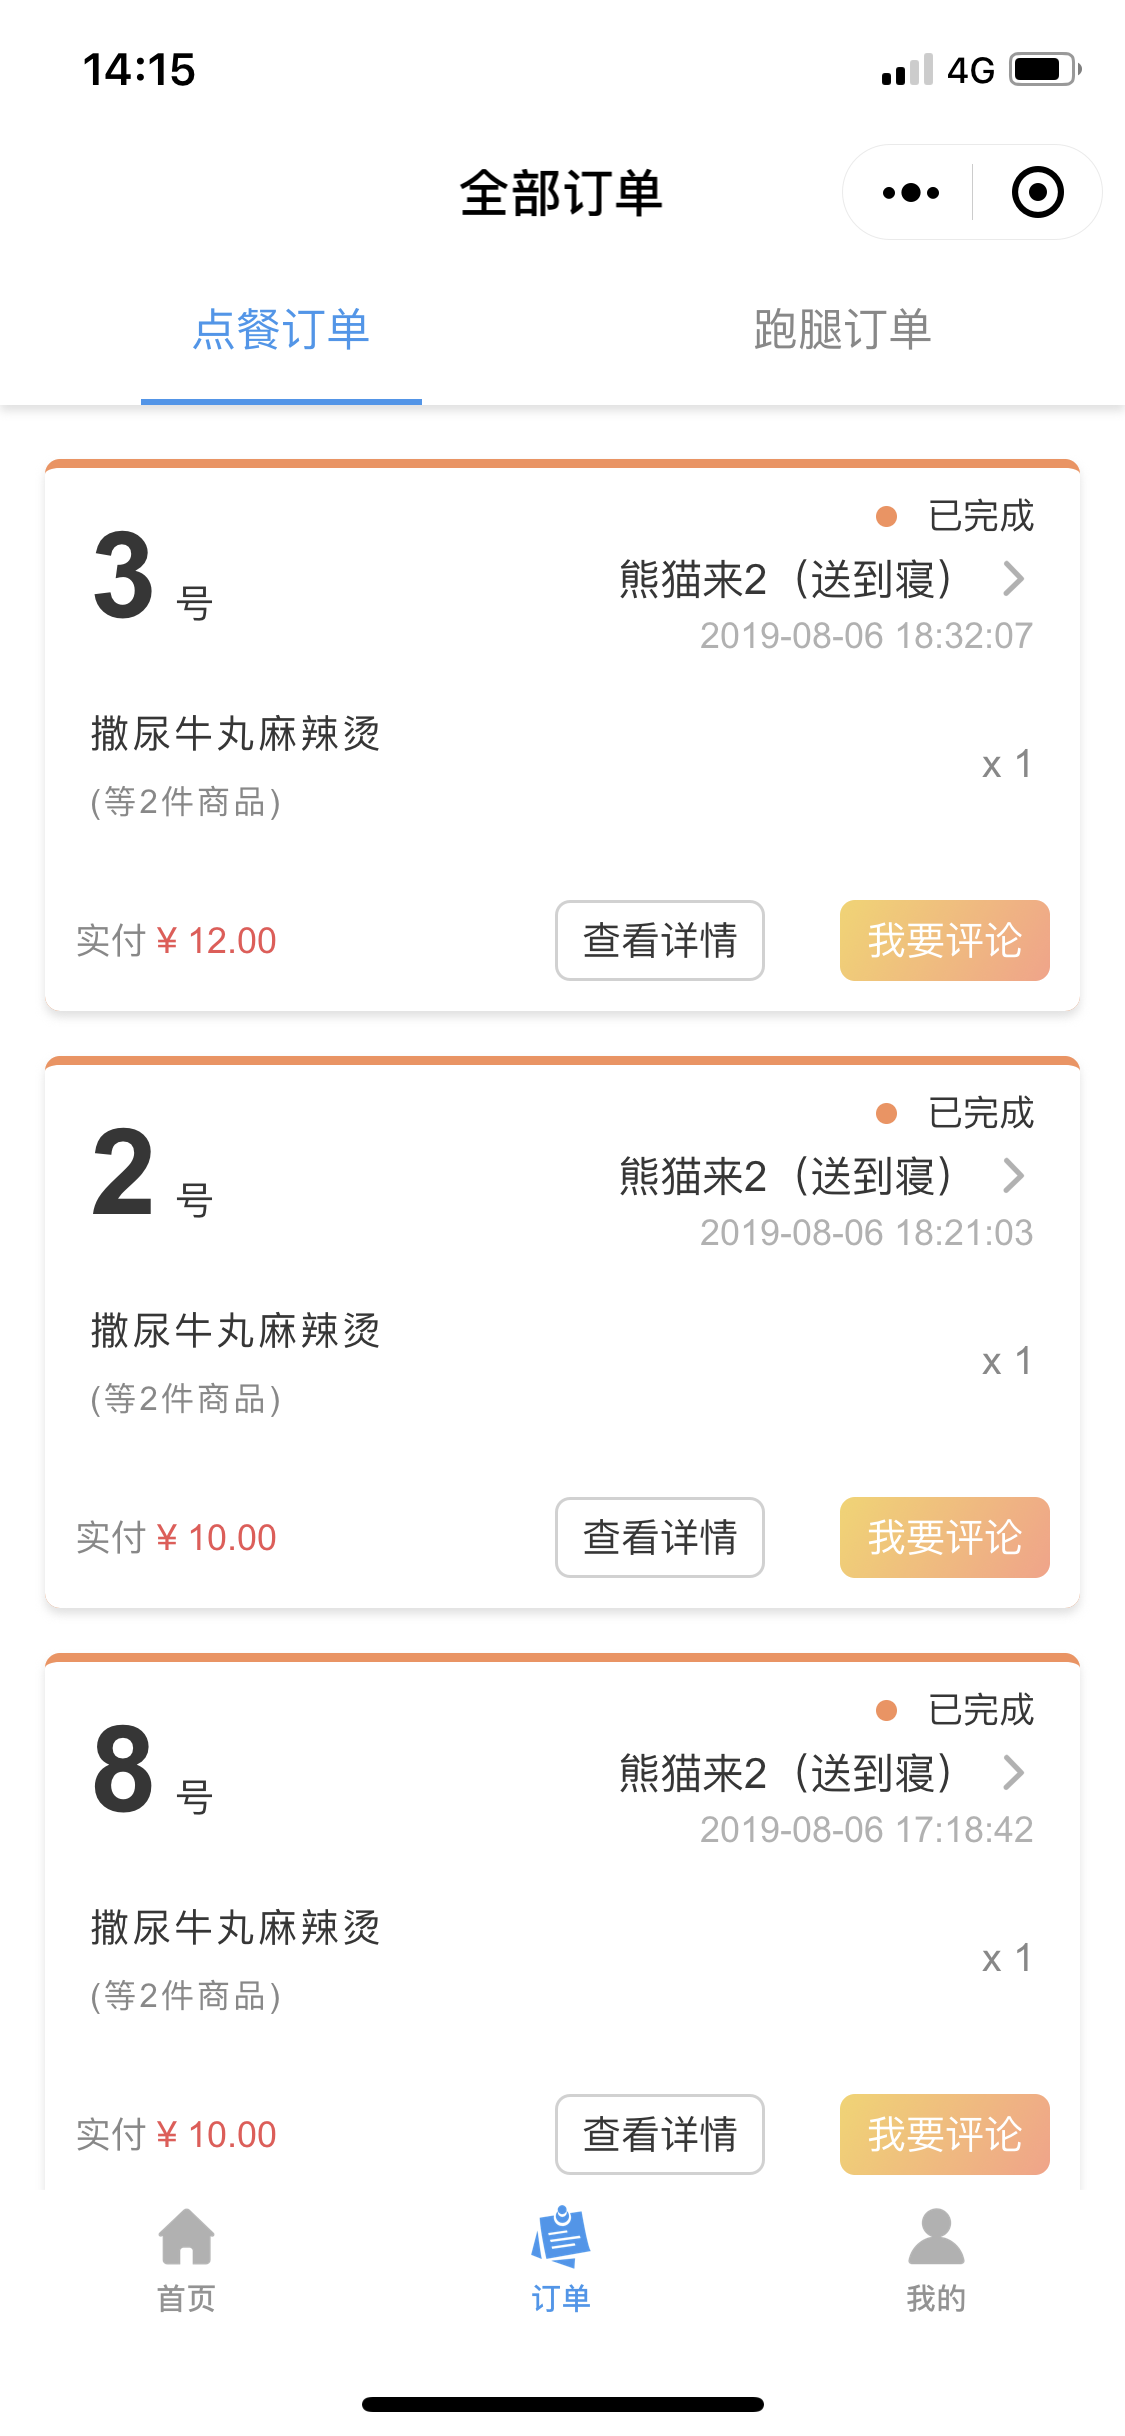 14:15
4G
全部订单
点餐订单 跑腿订单
已完成
3 号
熊猫来2（送到寝）
2019-08-06 18:32:07
撒尿牛丸麻辣烫
(等2件商品)
x 1
实付 ¥ 12.00 查看详情 我要评论
已完成
2 号
熊猫来2（送到寝）
2019-08-06 18:21:03
撒尿牛丸麻辣烫
(等2件商品)
x 1
实付 ¥ 10.00 查看详情 我要评论
已完成
8 号
熊猫来2（送到寝）
2019-08-06 17:18:42
撒尿牛丸麻辣烫
(等2件商品)
x 1
实付 ¥ 10.00 查看详情 我要评论
首页 订单 我的